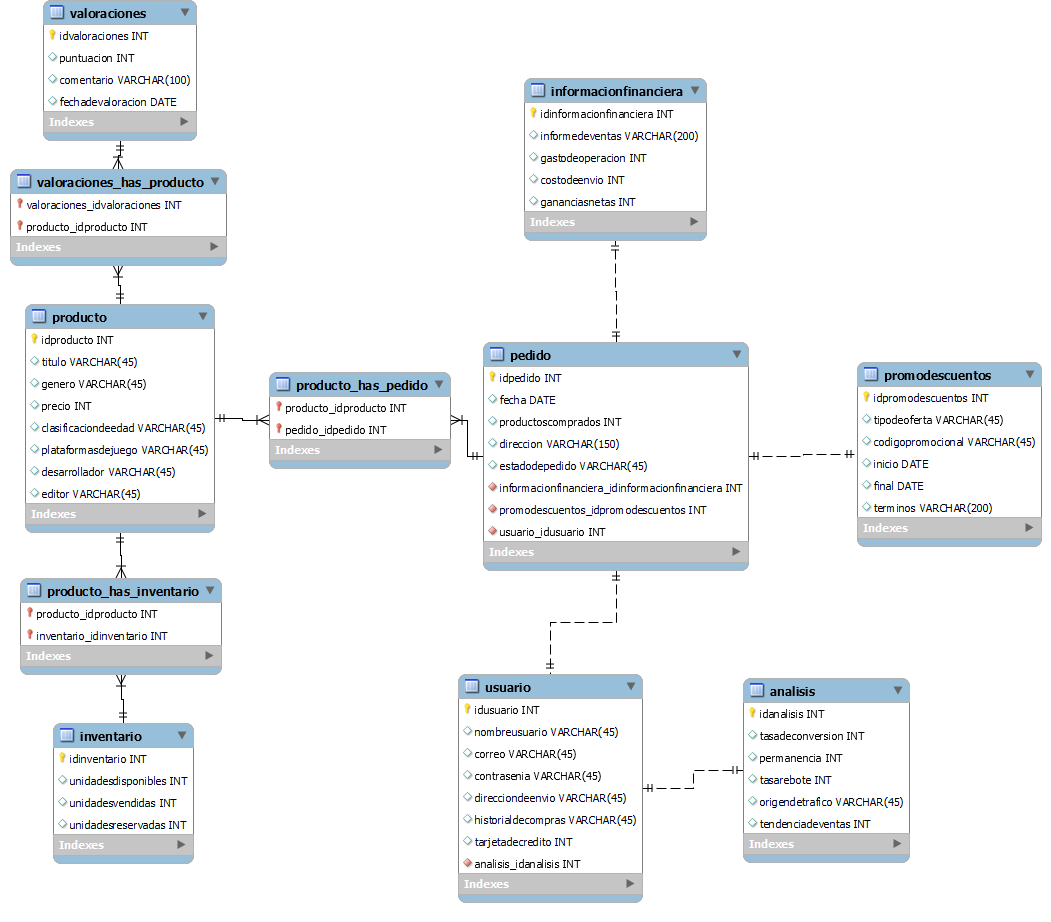 valoraciones
idvaloraciones INT
puntuacion INT
comentario VARCHAR(100)
fechadevaloracion DATE
Indexes
valoraciones_has_producto
valoraciones_idvaloraciones INT
producto_idproducto INT
Indexes
producto
idproducto INT
titulo VARCHAR(45)
genero VARCHAR(45)
precio INT
clasificaciondeedad VARCHAR(45)
plataformasdejuego VARCHAR(45)
desarrollador VARCHAR(45)
editor VARCHAR(45)
Indexes
producto_has_inventario
producto_idproducto INT
inventario_idinventario INT
Indexes
inventario
idinventario INT
unidadesdisponibles INT
unidadesvendidas INT
unidadesreservadas INT
Indexes
producto_has_pedido
producto_idproducto INT
pedido_idpedido INT
Indexes
informacionfinanciera
idinformacionfinanciera INT
informedeventas VARCHAR(200)
gastodeoperacion INT
costodeenvio INT
gananciasnetas INT
Indexes
pedido
idpedido INT
fecha DATE
productoscomprados INT
direccion VARCHAR(150)
estadodepedido VARCHAR(45)
informacionfinanciera_idinformacionfinanciera INT
promodescuentos_idpromodescuentos INT
usuario_idusuario INT
Indexes
promodescuentos
idpromodescuentos INT
tipodeoferta VARCHAR(45)
codigopromocional VARCHAR(45)
inicio DATE
final DATE
terminos VARCHAR(200)
Indexes
usuario
idusuario INT
nombreusuario VARCHAR(45)
correo VARCHAR(45)
contrasenia VARCHAR(45)
direcciondeenvio VARCHAR(45)
historialdecompras VARCHAR(45)
tarjetadecredito INT
analisis_idanalisis INT
Indexes
analisis
idanalisis INT
tasadeconversion INT
permanencia INT
tasarebote INT
origendetrafico VARCHAR(45)
tendenciadeventas INT
Indexes